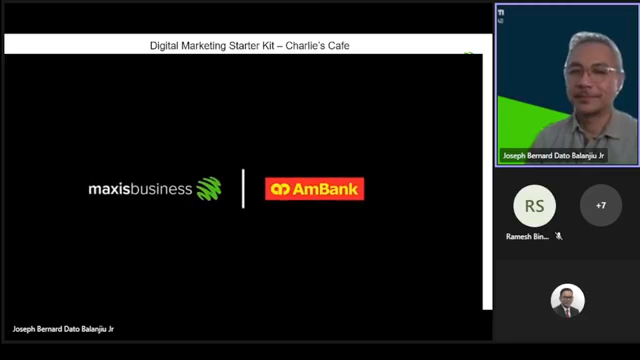 Digital Marketing Starter Kit – Charlie's Cafe
maxisbusiness
AmBank
Joseph Bernard Dato Balanjiu Jr
Joseph Bernard Dato Balanjiu Jr
RS
+7
Ramesh Bin...